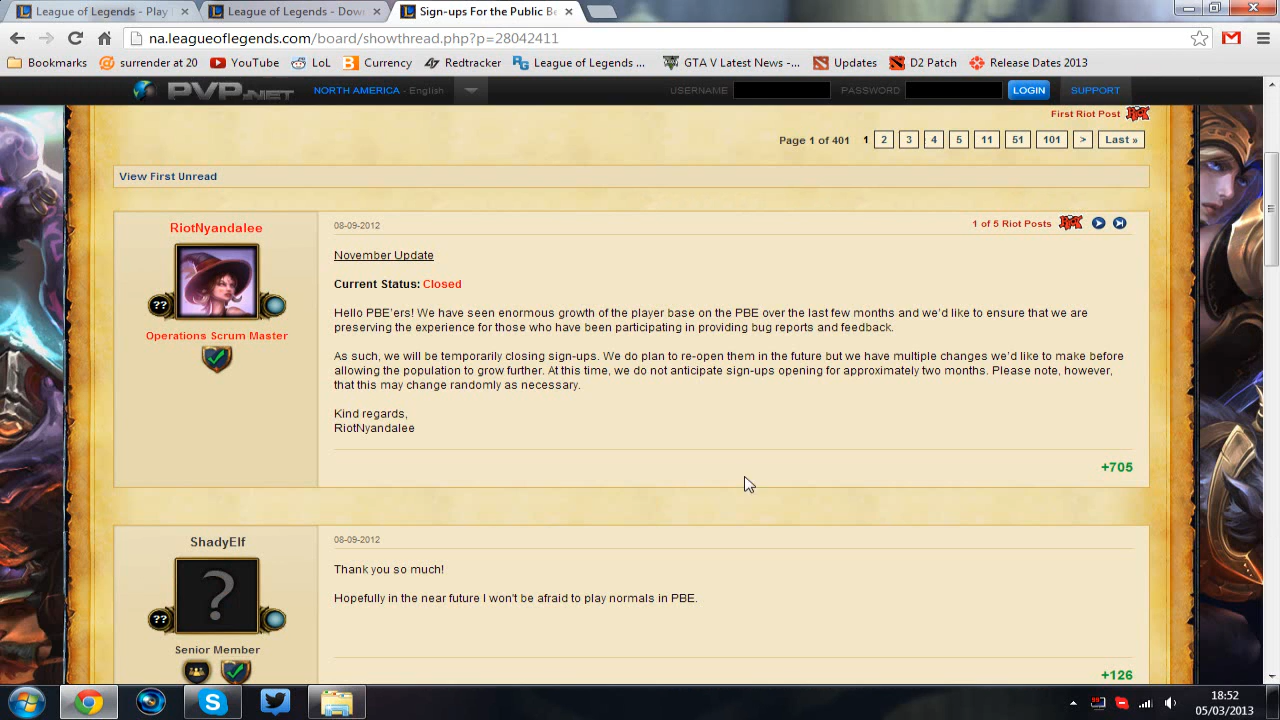 League of Legends - Play
League of Legends - Dow
Sign-ups For the Public Be
na.leagueoflegends.com/board/showthread.php?p=28042411
Bookmarks
surrender at 20
YouTube
LoL
Currency
Redtracker
League of Legends ...
GTA V Latest News -...
Updates
D2 Patch
Release Dates 2013
PVP.NET
NORTH AMERICA - English
USERNAME
PASSWORD
LOGIN
SUPPORT
First Riot Post
RIOT
Page 1 of 401 1 2 3 4 5 11 51 101 > Last »
View First Unread
RiotNyandalee
08-09-2012
1 of 5 Riot Posts
RIOT
November Update
Current Status: Closed
Hello PBE'ers! We have seen enormous growth of the player base on the PBE over the last few months and we'd like to ensure that we are
preserving the experience for those who have been participating in providing bug reports and feedback.
??
Operations Scrum Master
As such, we will be temporarily closing sign-ups. We do plan to re-open them in the future but we have multiple changes we'd like to make before
allowing the population to grow further. At this time, we do not anticipate sign-ups opening for approximately two months. Please note, however,
that this may change randomly as necessary.
Kind regards,
RiotNyandalee
+705
ShadyElf
08-09-2012
?
??
Senior Member
Thank you so much!
Hopefully in the near future I won't be afraid to play normals in PBE.
+126
18:52
05/03/2013